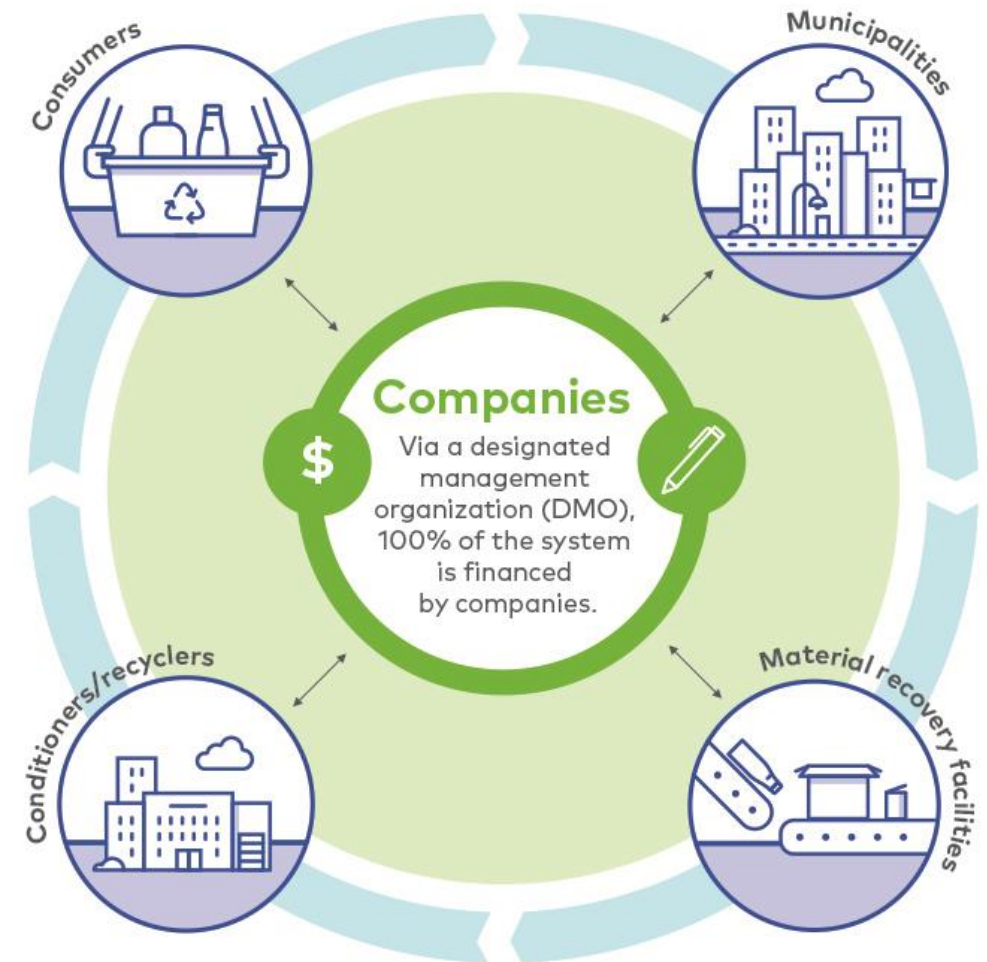 Consumers
Municipalities
Companies
$
Via a designated
management
organization (DMO),
100% of the system
is financed
by companies.
Conditioners/recyclers
Material recovery facilities